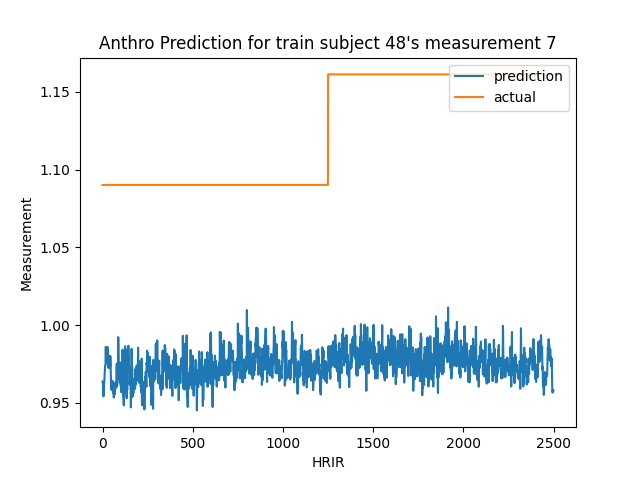 Anthro Prediction for train subject 48's measurement 7
prediction
actual
1.15
1.10
1.05
1.00
0.95
Measurement
0
500
1000
1500
2000
2500
HRIR